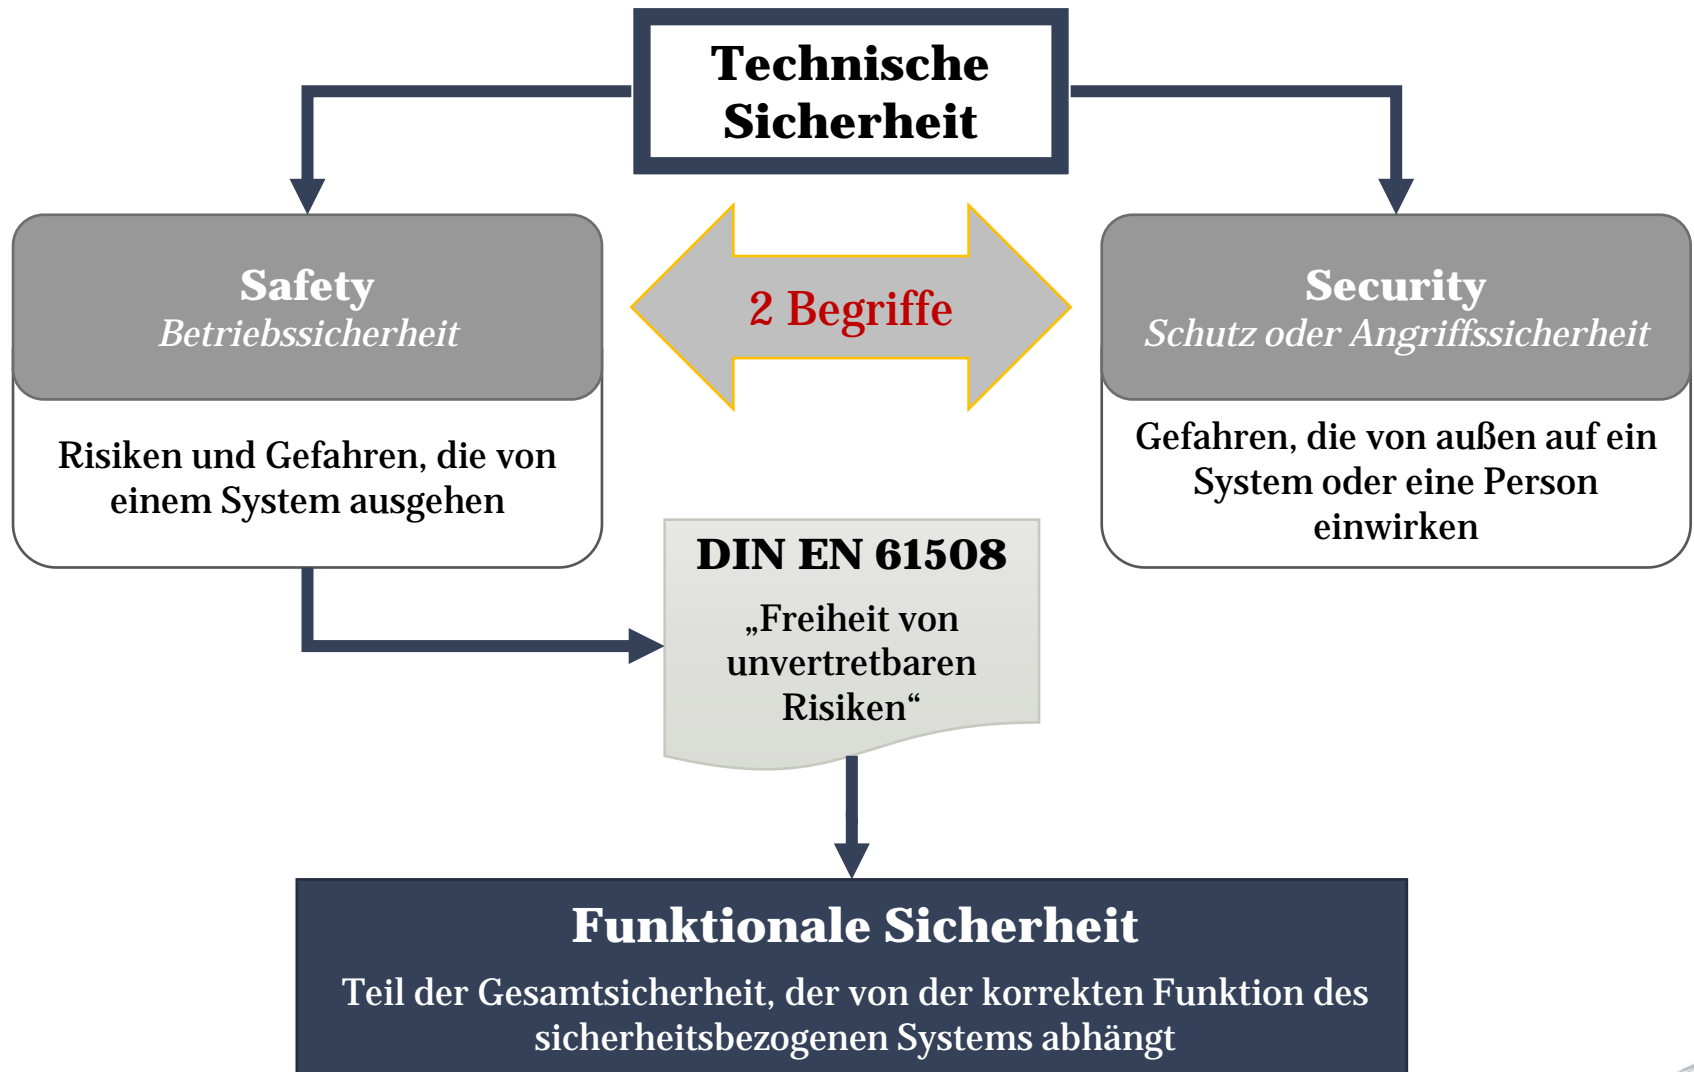 Technische
Sicherheit
Safety
Betriebssicherheit
Risiken und Gefahren, die von
einem System ausgehen
2 Begriffe
Security
Schutz oder Angriffssicherheit
Gefahren, die von außen auf ein
System oder eine Person
einwirken
DIN EN 61508
„Freiheit von
unvertretbaren
Risiken“
Funktionale Sicherheit
Teil der Gesamtsicherheit, der von der korrekten Funktion des
sicherheitsbezogenen Systems abhängt